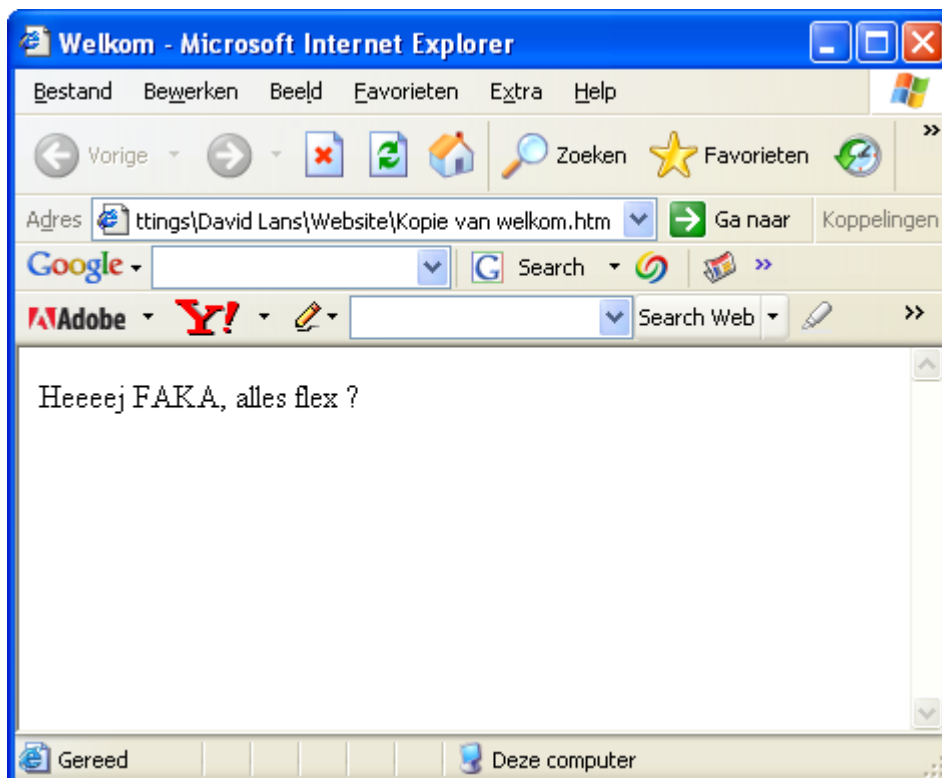 Welkom - Microsoft Internet Explorer
Bestand Bewerken Beeld Favorieten Extra Help
Vorige Zoeken Favorieten »
Adres ttings\David Lans\Website\Kopie van welkom.htm Ga naar Koppelingen
Google G Search »
Adobe Y! Search Web »
Heeeej FAKA, alles flex ?
Gereed Deze computer